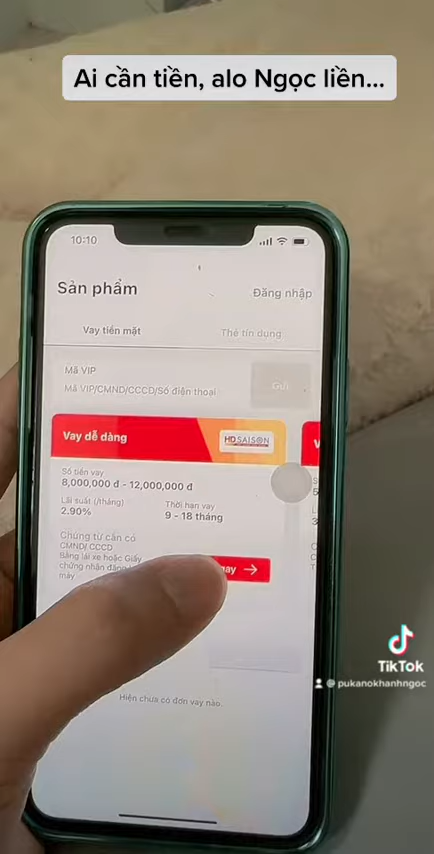 Ai cần tiền, alo Ngọc liền...
10:10
Sản phẩm
Đăng nhập
Vay tiền mặt
Thẻ tín dụng
Mã VIP
Mã VIP/CMND/CCCD/Số điện thoại
Gửi
Vay dễ dàng
HD SAISON
Số tiền vay
8,000,000 đ - 12,000,000 đ
Lãi suất (/tháng)
2.90%
Thời hạn vay
9 - 18 tháng
Chứng từ cần có
CMND/ CCCD
Bằng lái xe hoặc Giấy
chứng nhận đăng
máy
ay →
Hiện chưa có đơn vay nào.
TikTok
@ pukanokhanhngoc